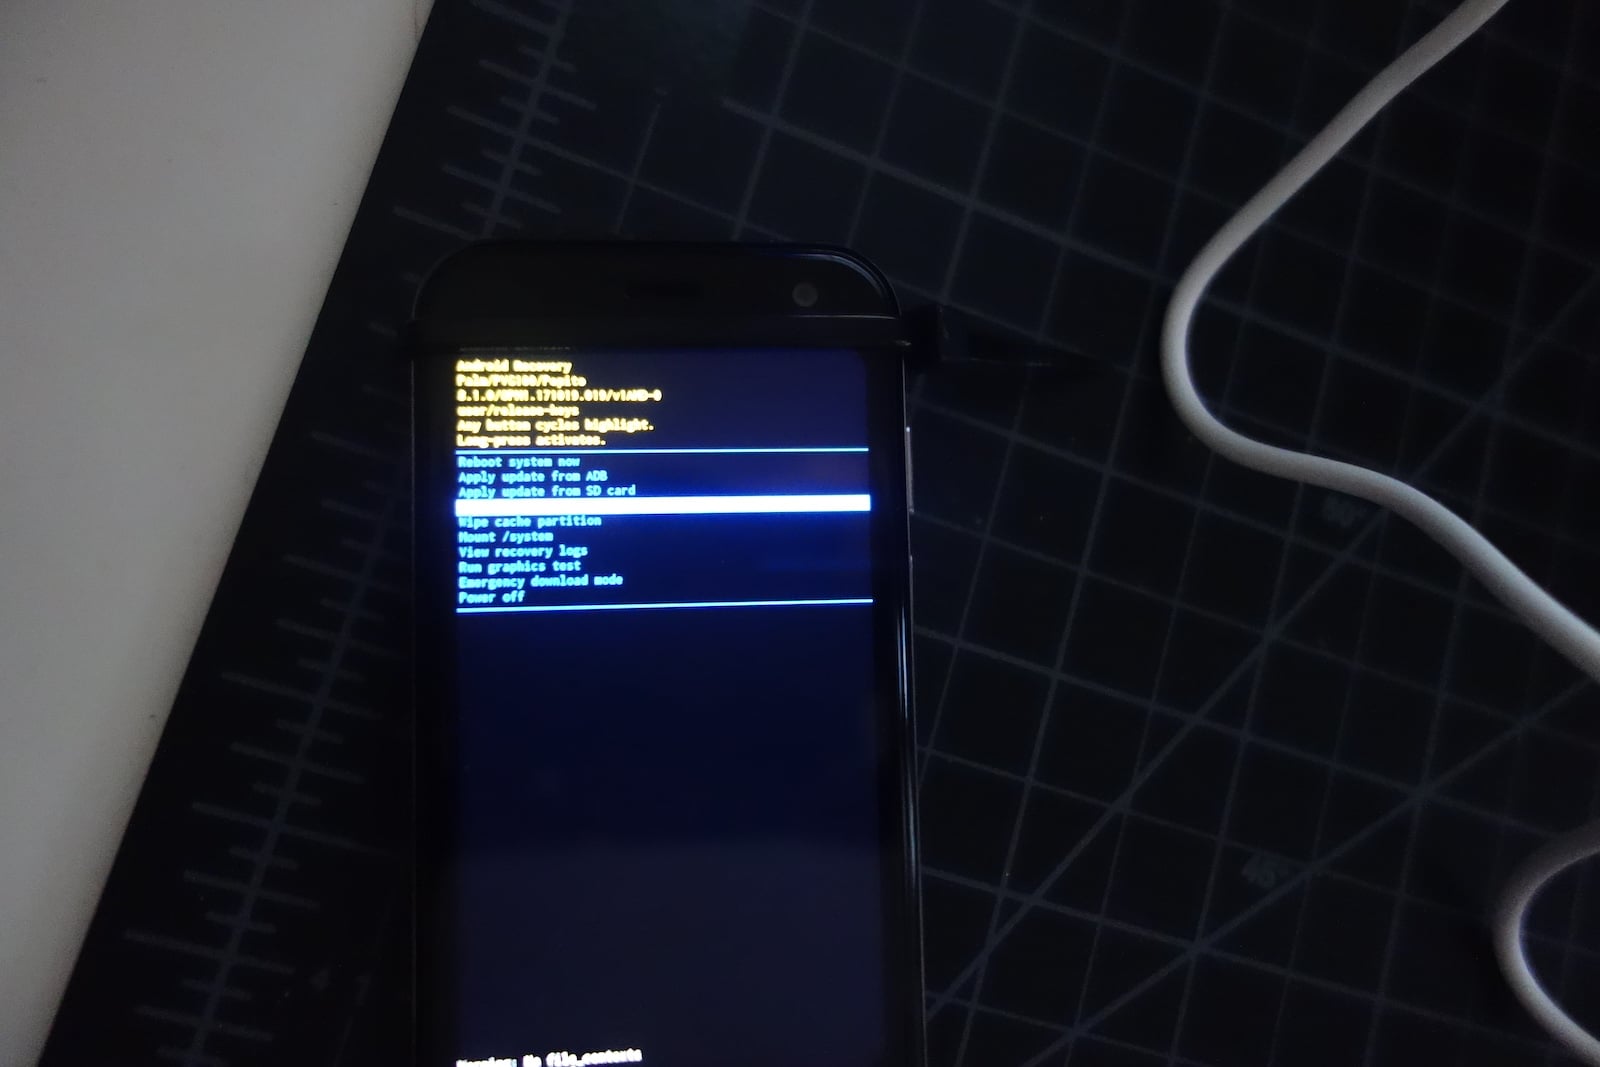 Android Recovery
Palm/PVG100/Pepito
8.1.0/OPM1.171019.019/v1AMD-0
user/release-keys
Any button cycles highlight.
Long-press activates.
Reboot system now
Apply update from ADB
Apply update from SD card
Wipe cache partition
Mount /system
View recovery logs
Run graphics test
Emergency download mode
Power off
45°
Warning: No file_contexts